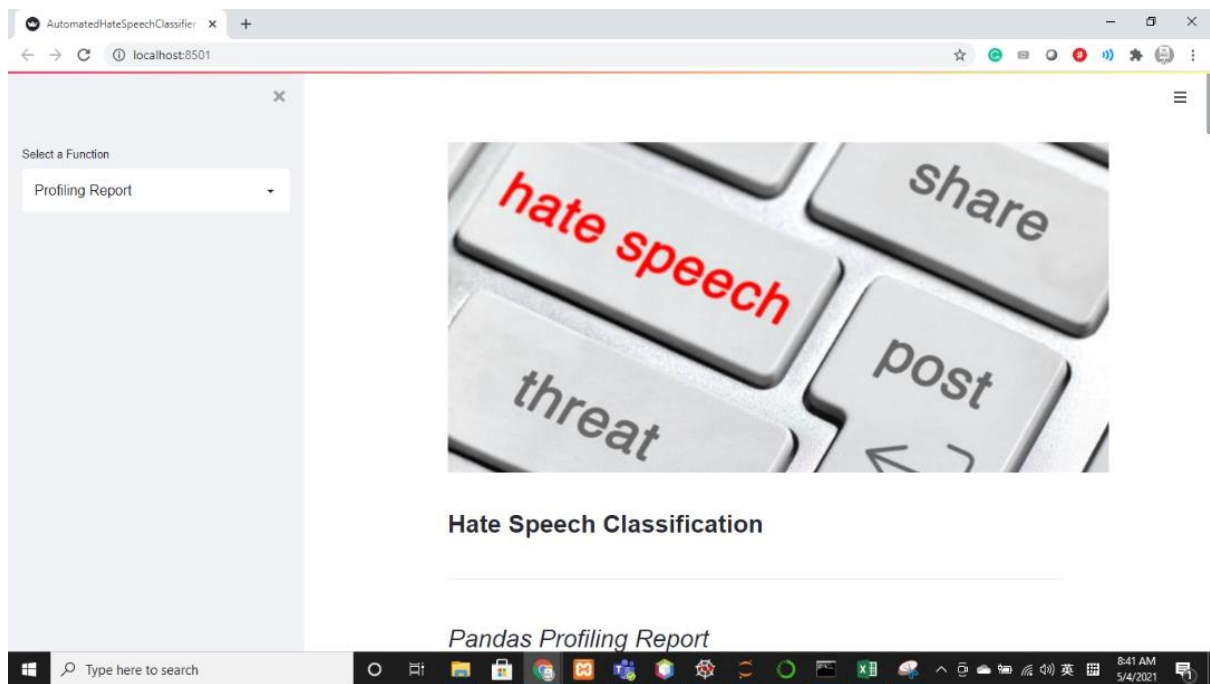 AutomatedHateSpeechClassifier
localhost:8501
Select a Function
Profiling Report
hate speech
share
threat
post
Hate Speech Classification
Pandas Profiling Report
Type here to search
英
8:41 AM
5/4/2021